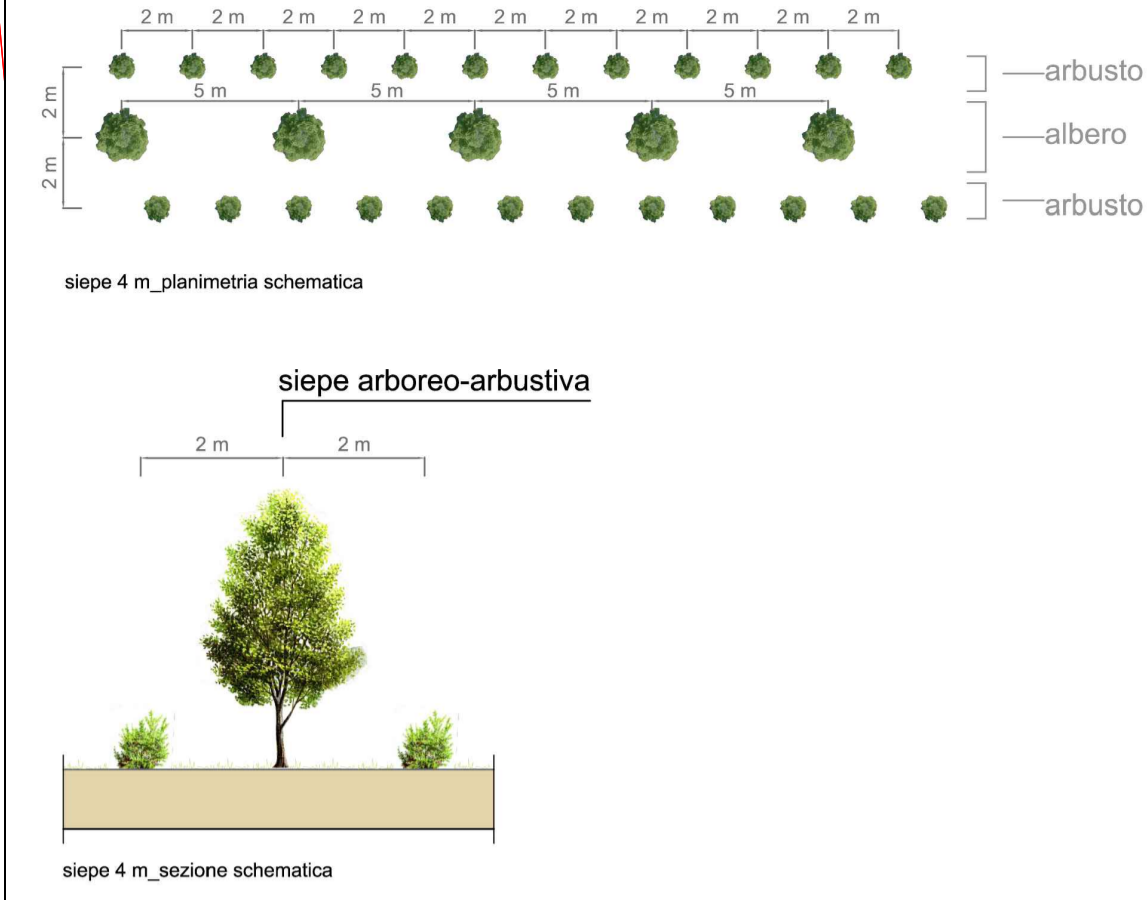 2 m 2 m 2 m 2 m 2 m 2 m 2 m 2 m 2 m 2 m 2 m
arbusto
5 m 5 m 5 m 5 m
2 m
albero
2 m
arbusto
siepe 4 m_planimetria schematica
siepe arboreo-arbustiva
2 m 2 m
siepe 4 m_sezione schematica